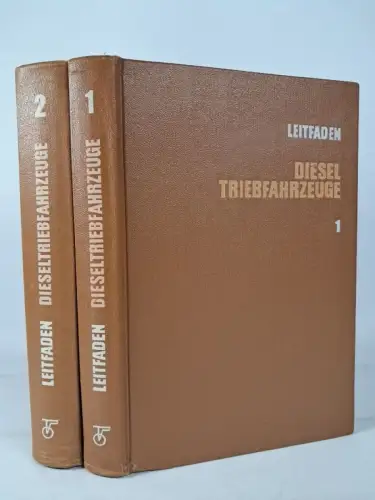 2
LEITFADEN DIESELTRIEBFAHRZEUGE
1
LEITFADEN DIESELTRIEBFAHRZEUGE
LEITFADEN
DIESEL
TRIEBFAHRZEUGE
1